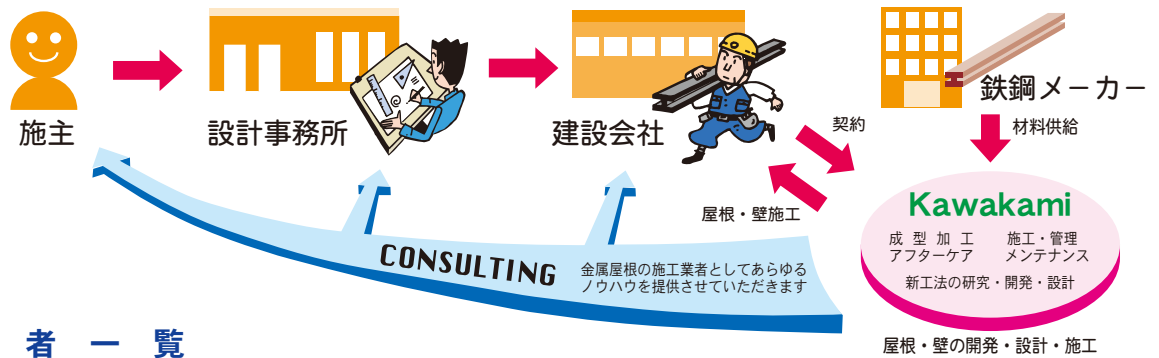 施主
設計事務所
建設会社
鉄鋼メーカー
契約
材料供給
屋根・壁施工
Kawakami
成型加工 施工・管理
アフターケア メンテナンス
新工法の研究・開発・設計
CONSULTING
金属屋根の施工業者としてあらゆる
ノウハウを提供させていただきます
屋根・壁の開発・設計・施工
者一覧